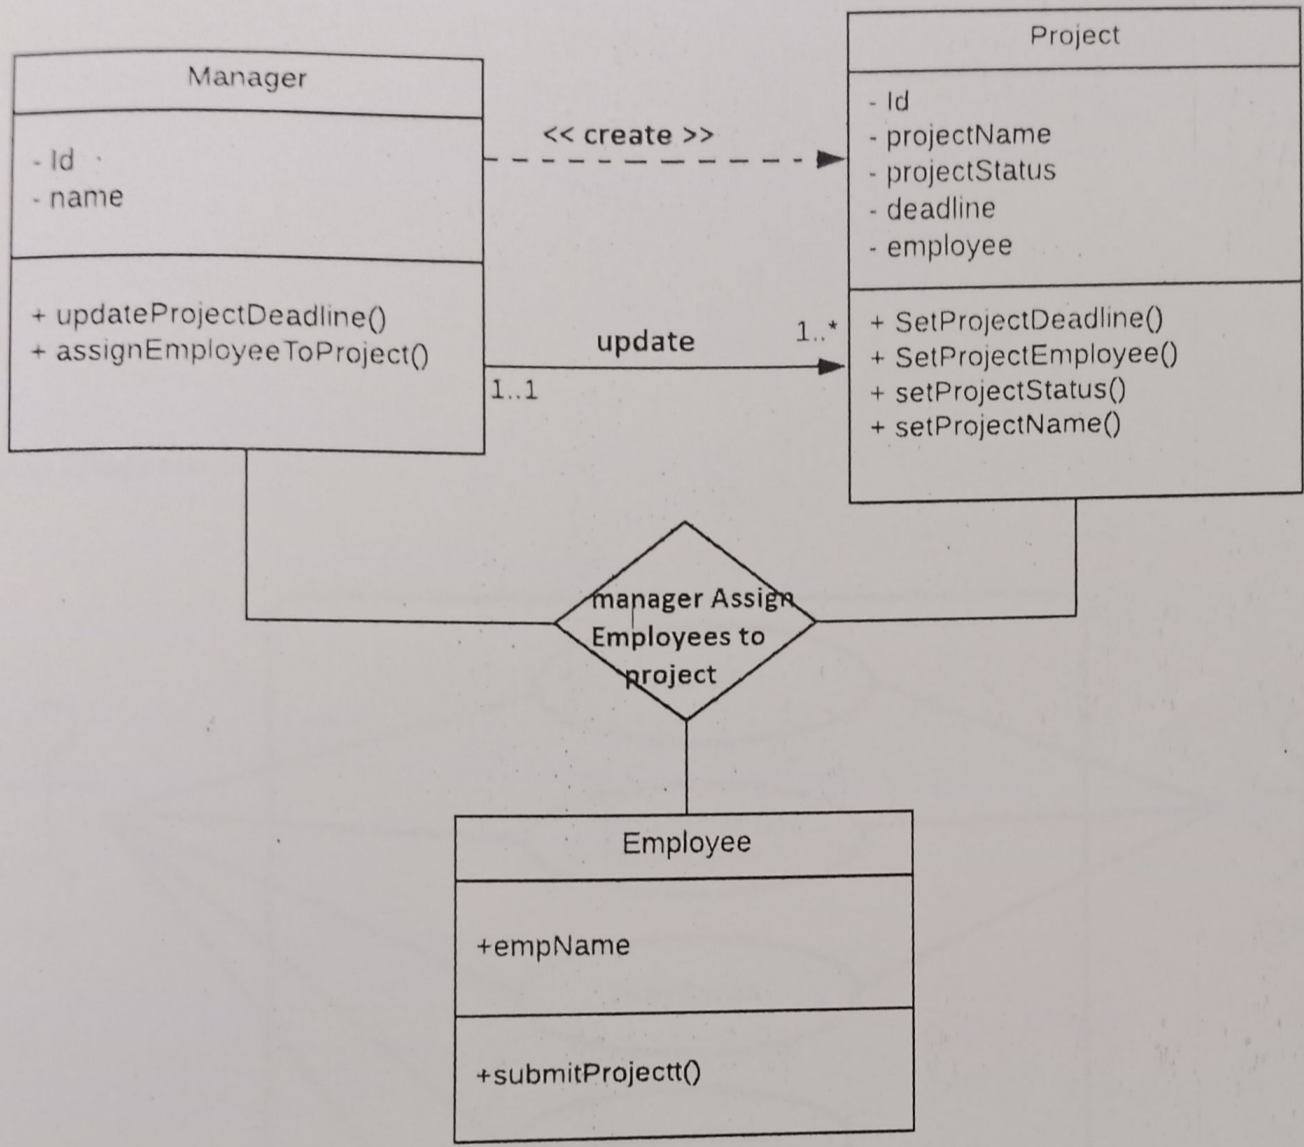 Manager
- Id
- name
+ updateProjectDeadline()
+ assignEmployeeToProject()
<< create >>
update
1..1
1..*
Project
- Id
- projectName
- projectStatus
- deadline
- employee
+ SetProjectDeadline()
+ SetProjectEmployee()
+ setProjectStatus()
+ setProjectName()
manager Assign
Employees to
project
Employee
+empName
+submitProjectt()